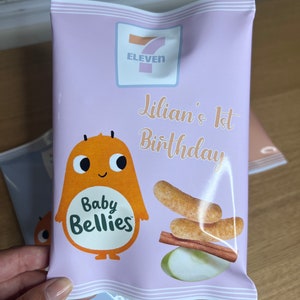 7
ELEVEN
Lilian's 1st
Birthday
Baby
Bellies